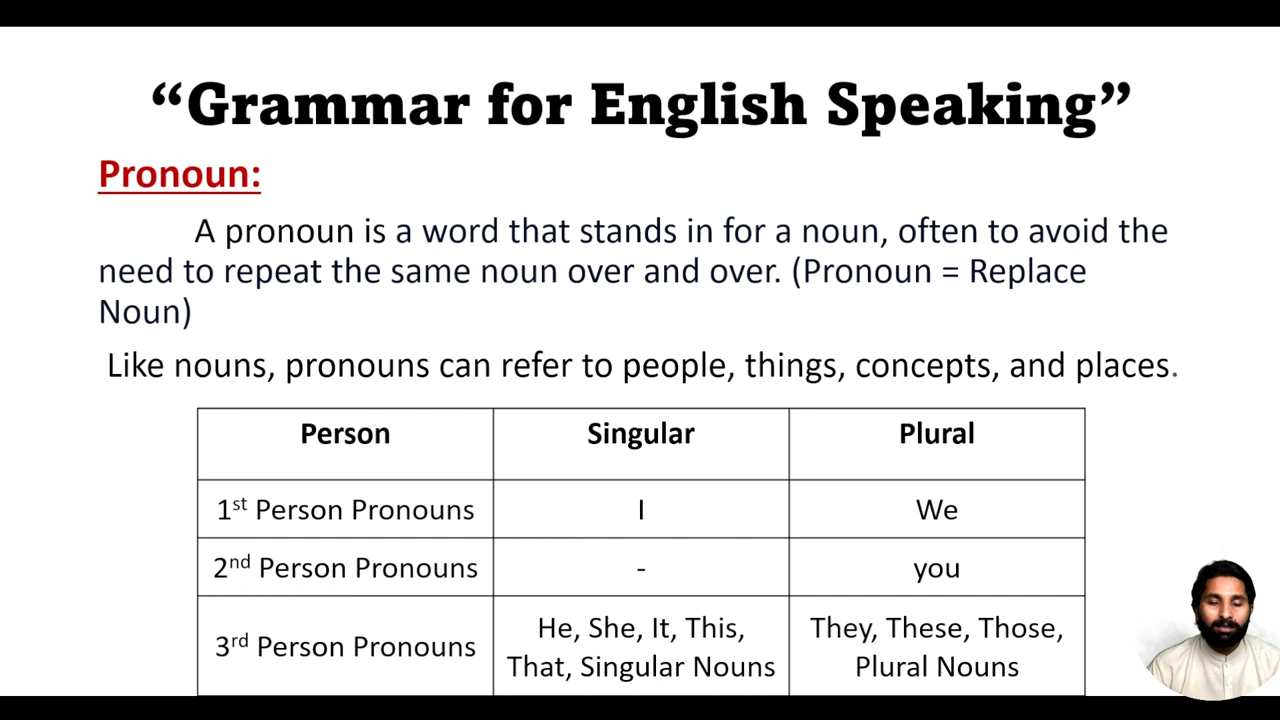 “Grammar for English Speaking”
Pronoun:
A pronoun is a word that stands in for a noun, often to avoid the
need to repeat the same noun over and over. (Pronoun = Replace
Noun)
Like nouns, pronouns can refer to people, things, concepts, and places.
Person Singular Plural
1st Person Pronouns I We
2nd Person Pronouns - you
3rd Person Pronouns He, She, It, This, They, These, Those,
That, Singular Nouns Plural Nouns